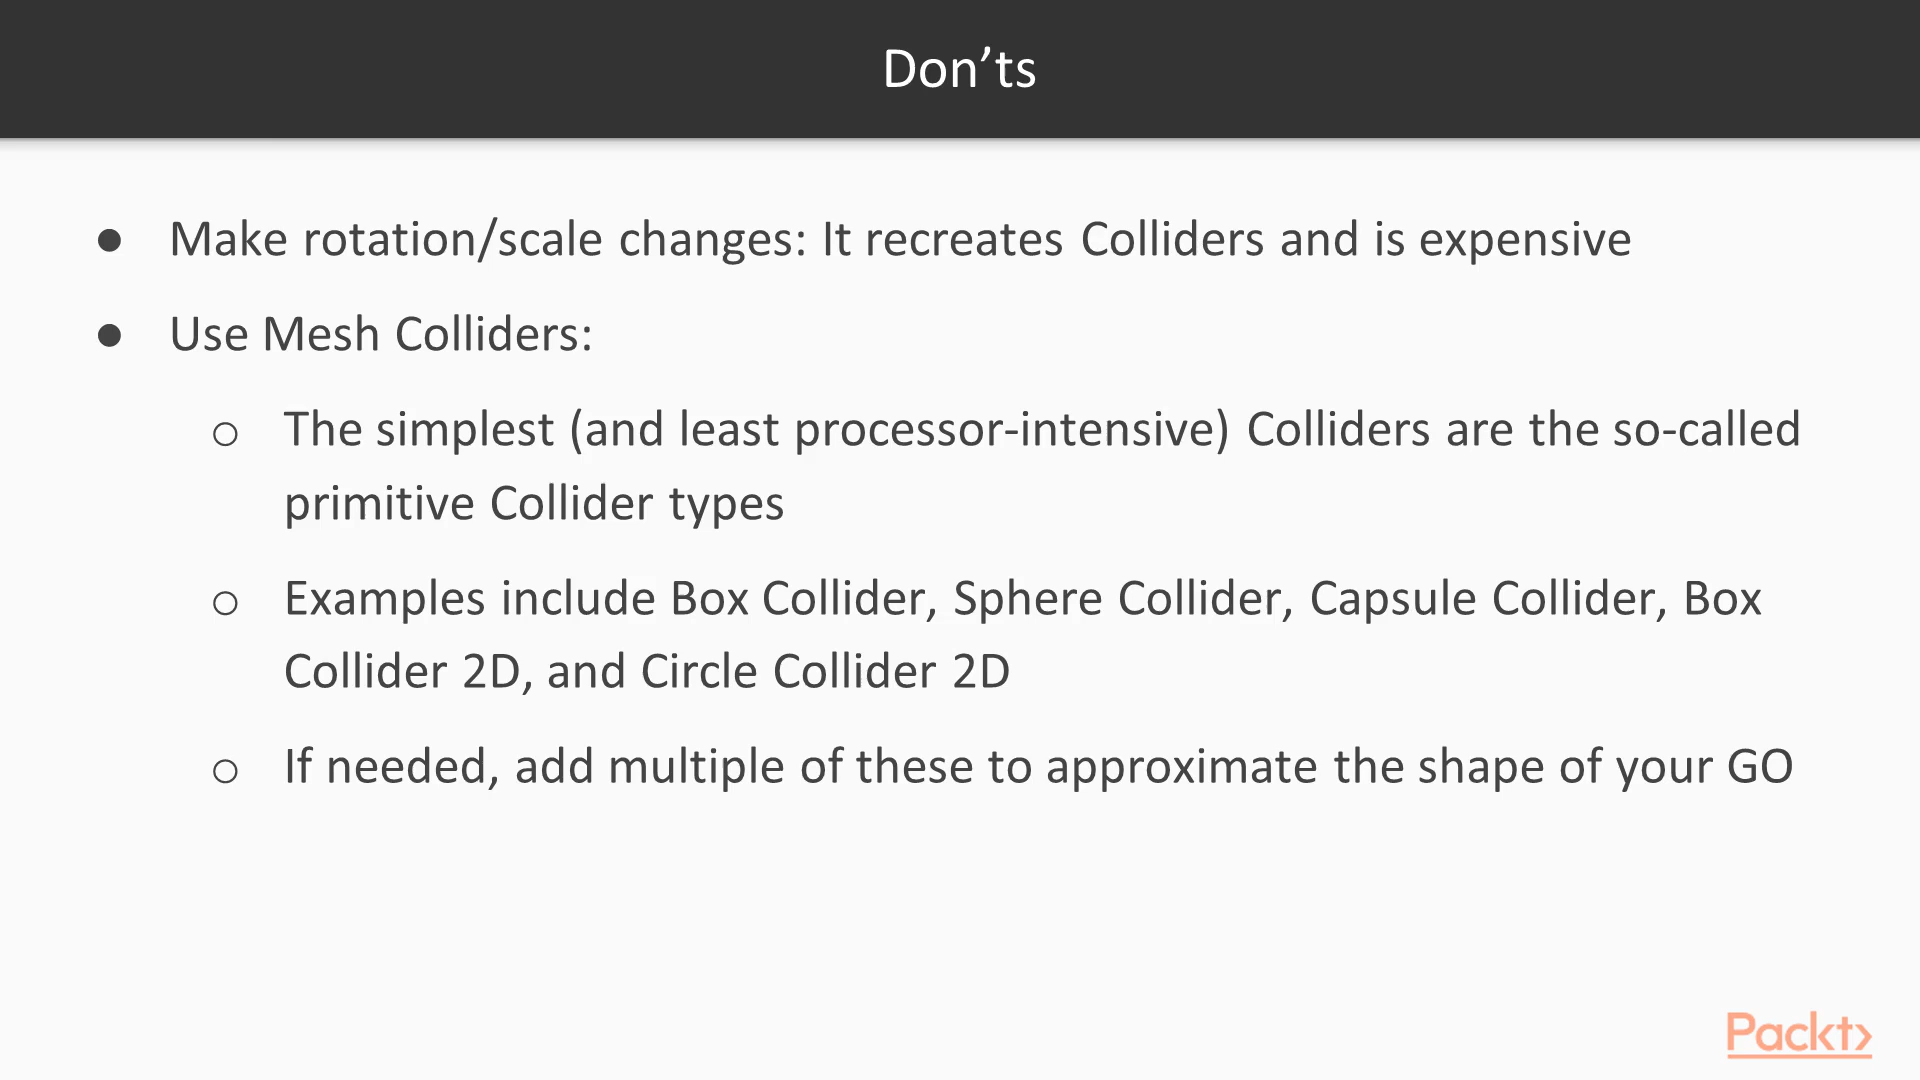 Don’ts
● Make rotation/scale changes: It recreates Colliders and is expensive
● Use Mesh Colliders:
○ The simplest (and least processor-intensive) Colliders are the so-called
primitive Collider types
○ Examples include Box Collider, Sphere Collider, Capsule Collider, Box
Collider 2D, and Circle Collider 2D
○ If needed, add multiple of these to approximate the shape of your GO
Packt>